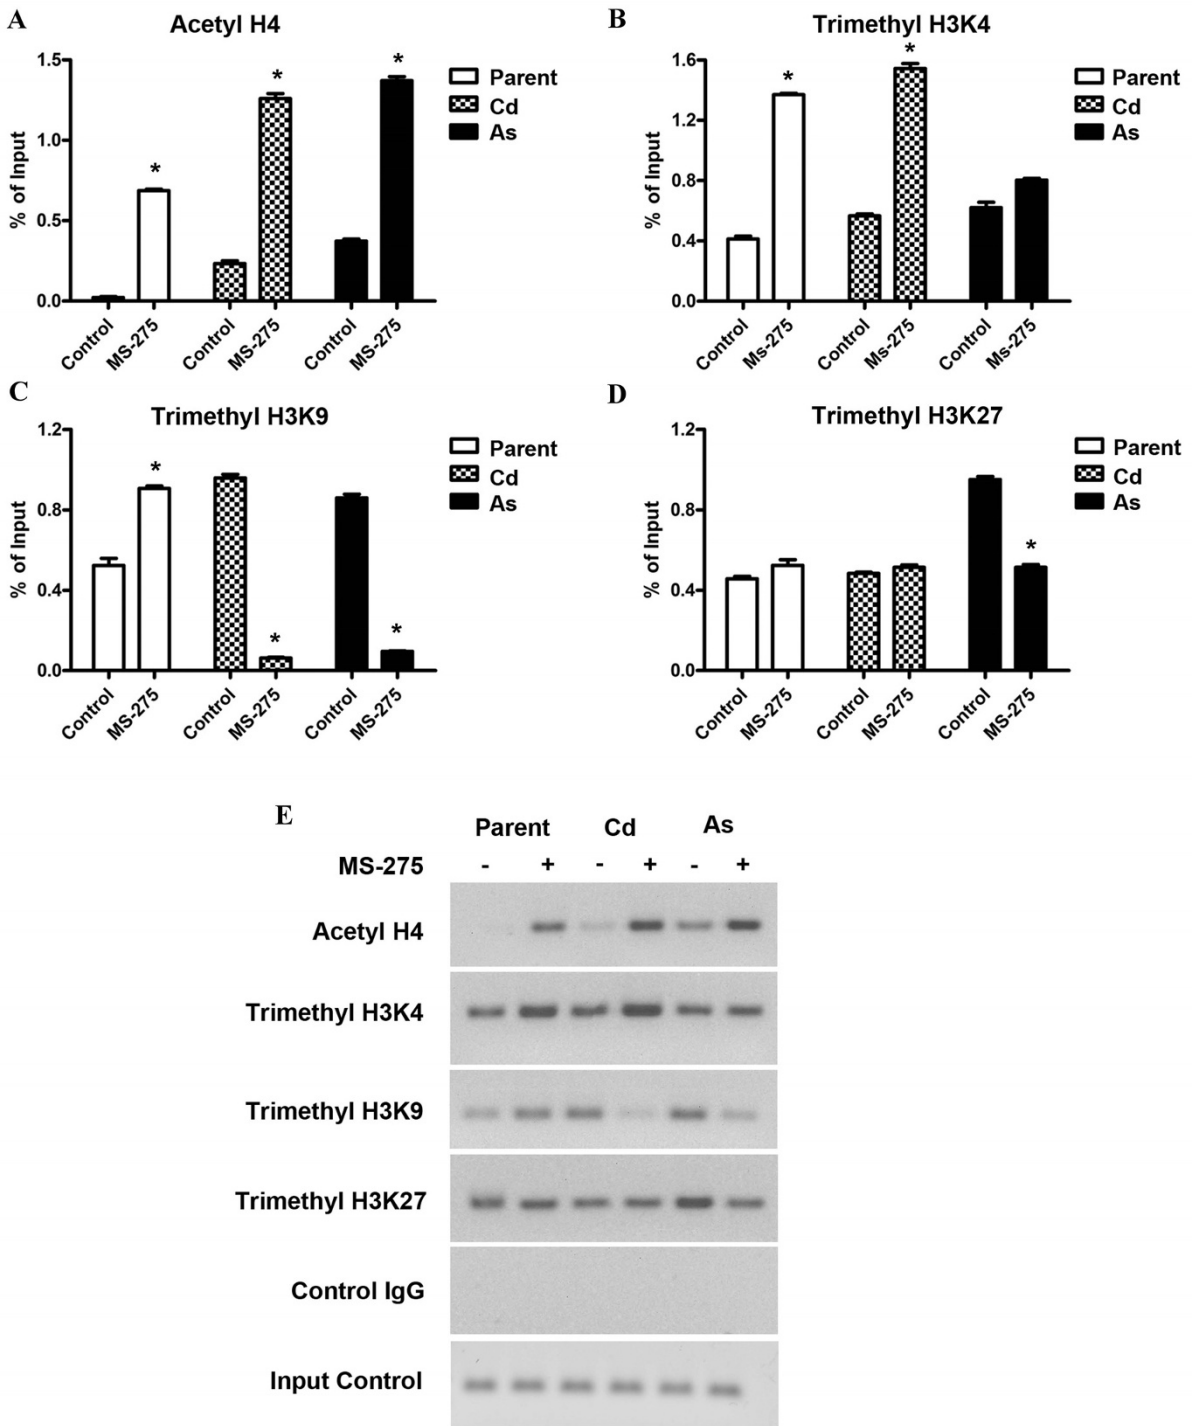 A
Acetyl H4
1.5
1.0
0.5
0.0
% of Input
*
*
*
Parent
Cd
As
Control
MS-275
Control
MS-275
Control
MS-275
B
Trimethyl H3K4
1.6
1.2
0.8
0.4
0.0
% of Input
*
*
Parent
Cd
As
Control
Ms-275
Control
Ms-275
Control
Ms-275
C
Trimethyl H3K9
1.2
0.8
0.4
0.0
% of Input
*
*
*
Parent
Cd
As
Control
MS-275
Control
MS-275
Control
MS-275
D
Trimethyl H3K27
1.2
0.8
0.4
0.0
% of Input
*
Parent
Cd
As
Control
MS-275
Control
MS-275
Control
MS-275
E
Parent Cd As
MS-275 - + - + - +
Acetyl H4
Trimethyl H3K4
Trimethyl H3K9
Trimethyl H3K27
Control IgG
Input Control